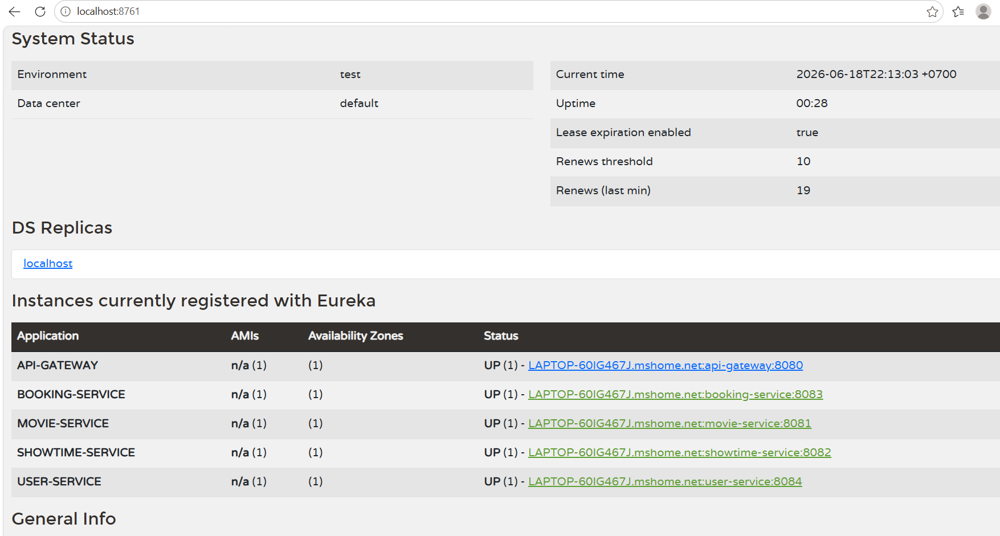 localhost:8761
System Status
Environment test
Data center default
Current time 2026-06-18T22:13:03 +0700
Uptime 00:28
Lease expiration enabled true
Renews threshold 10
Renews (last min) 19
DS Replicas
localhost
Instances currently registered with Eureka
Application AMIs Availability Zones Status
API-GATEWAY n/a (1) (1) UP (1) - LAPTOP-60IG467J.mshome.net:api-gateway:8080
BOOKING-SERVICE n/a (1) (1) UP (1) - LAPTOP-60IG467J.mshome.net:booking-service:8083
MOVIE-SERVICE n/a (1) (1) UP (1) - LAPTOP-60IG467J.mshome.net:movie-service:8081
SHOWTIME-SERVICE n/a (1) (1) UP (1) - LAPTOP-60IG467J.mshome.net:showtime-service:8082
USER-SERVICE n/a (1) (1) UP (1) - LAPTOP-60IG467J.mshome.net:user-service:8084
General Info